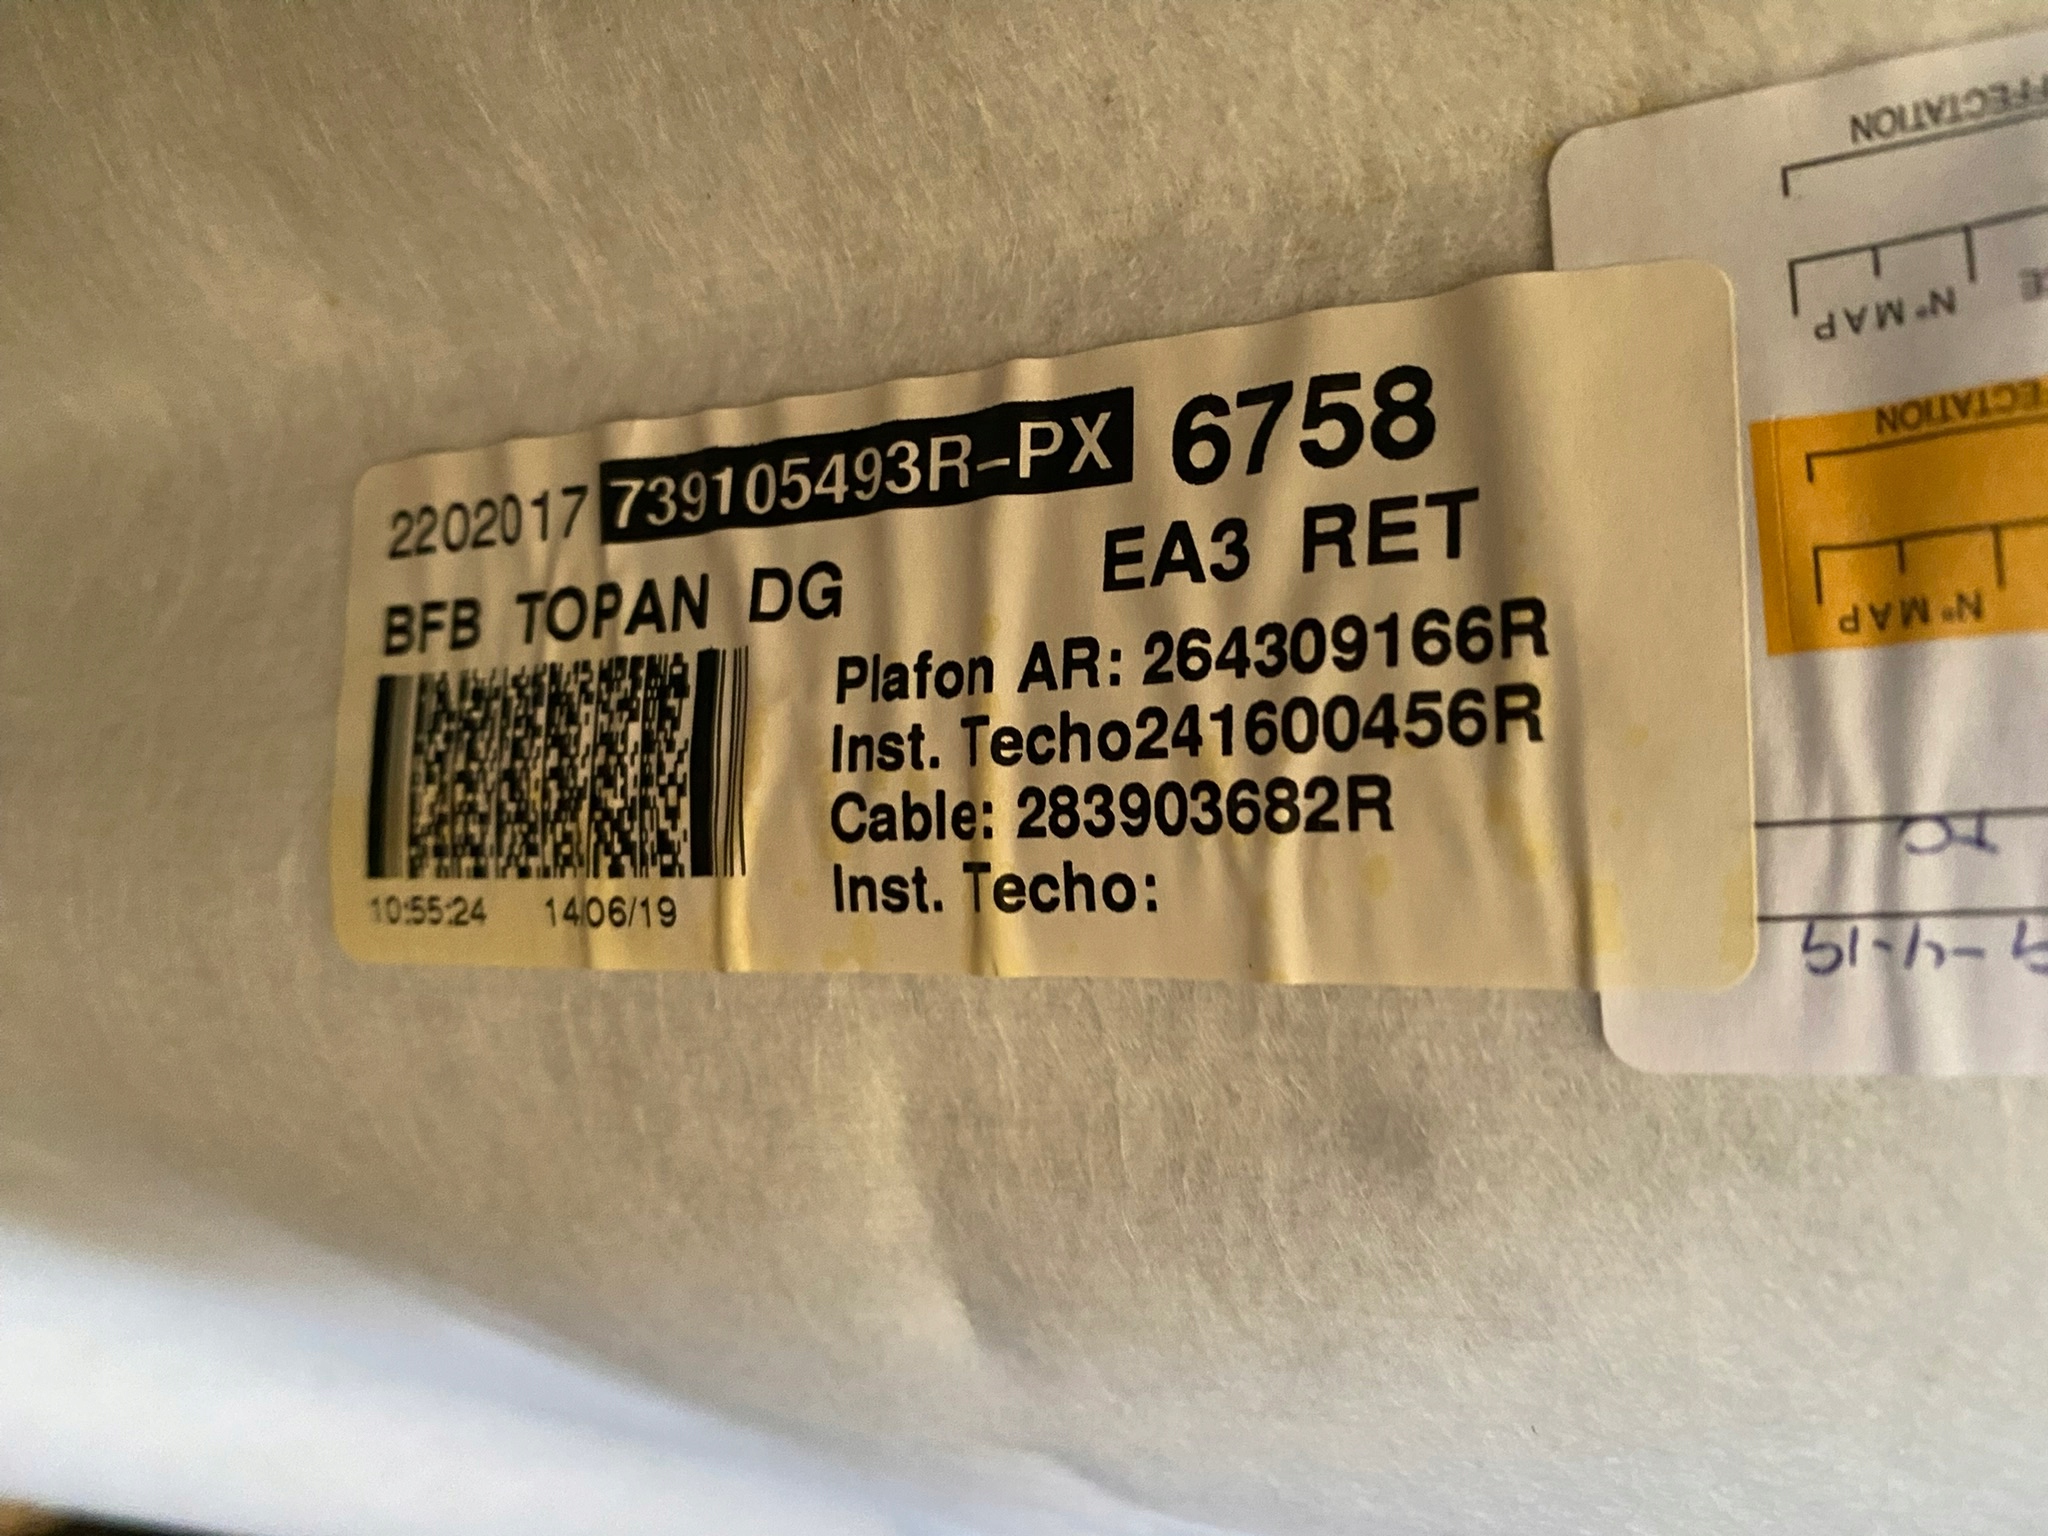 2202017 739105493R-PX 6758
BFB TOPAN DG EA3 RET
Plafon AR: 264309166R
Inst. Techo241600456R
Cable: 283903682R
Inst. Techo:
10:55:24 14/06/19
N° MAP
N° MAP